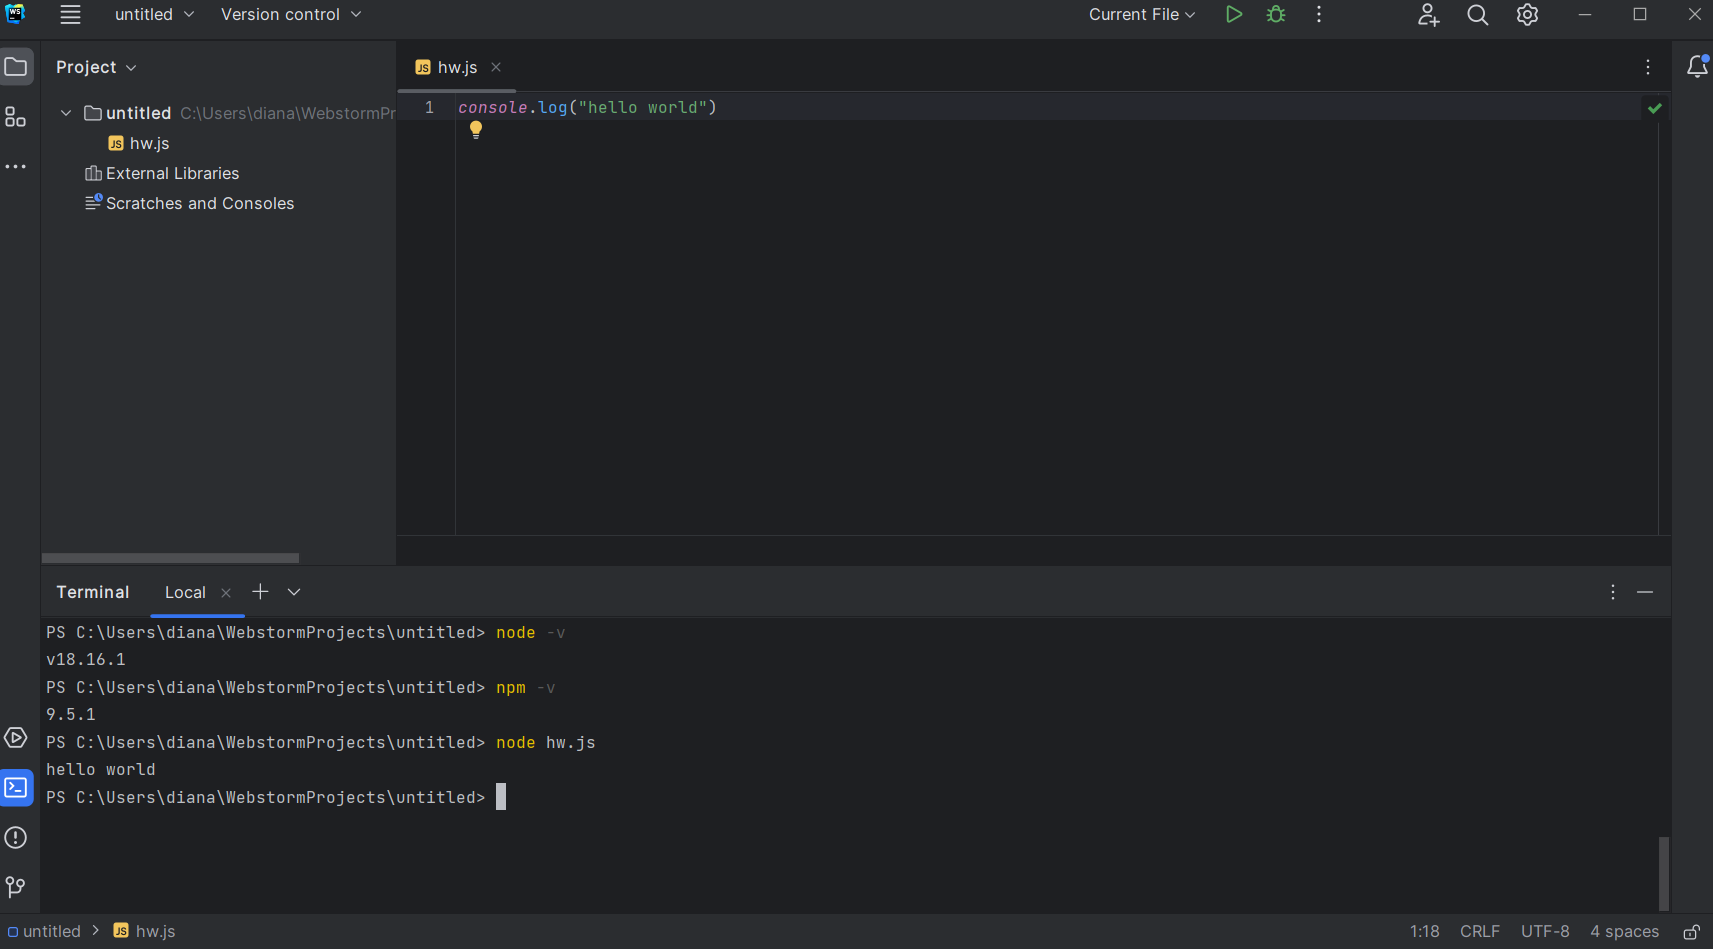 WS untitled Version control Current File
Project
hw.js
untitled C:\Users\diana\WebstormPr
JS hw.js
External Libraries
Scratches and Consoles
1 console.log("hello world")
Terminal Local
PS C:\Users\diana\WebstormProjects\untitled> node -v
v18.16.1
PS C:\Users\diana\WebstormProjects\untitled> npm -v
9.5.1
PS C:\Users\diana\WebstormProjects\untitled> node hw.js
hello world
PS C:\Users\diana\WebstormProjects\untitled>
untitled > JS hw.js 1:18 CRLF UTF-8 4 spaces